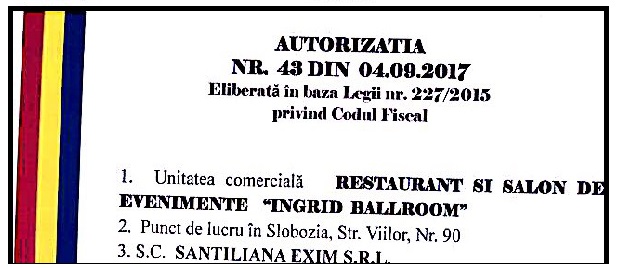 AUTORIZATIA
NR. 43 DIN 04.09.2017
Eliberată în baza Legii nr. 227/2015
privind Codul Fiscal
1. Unitatea comercială RESTAURANT SI SALON DE
EVENIMENTE “INGRID BALLROOM”
2. Punct de lucru în Slobozia, Str. Viilor, Nr. 90
3. S.C. SANTILIANA EXIM S.R.L.